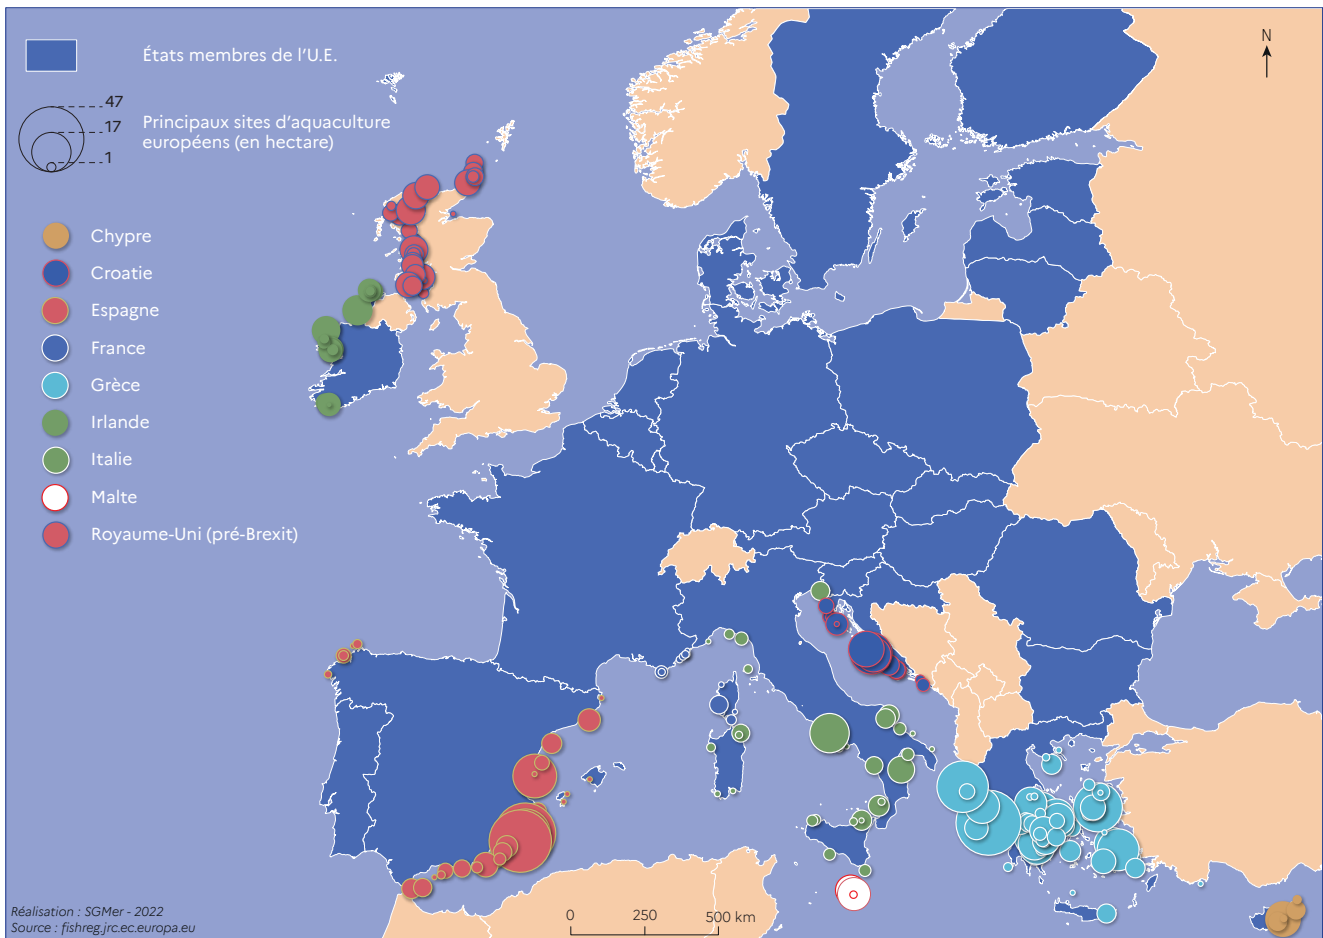 États membres de l'U.E.
N
47
17
1
Principaux sites d'aquaculture
européens (en hectare)
Chypre
Croatie
Espagne
France
Grèce
Irlande
Italie
Malte
Royaume-Uni (pré-Brexit)
Réalisation : SGMer - 2022
Source : fishreg.jrc.ec.europa.eu
0 250 500 km